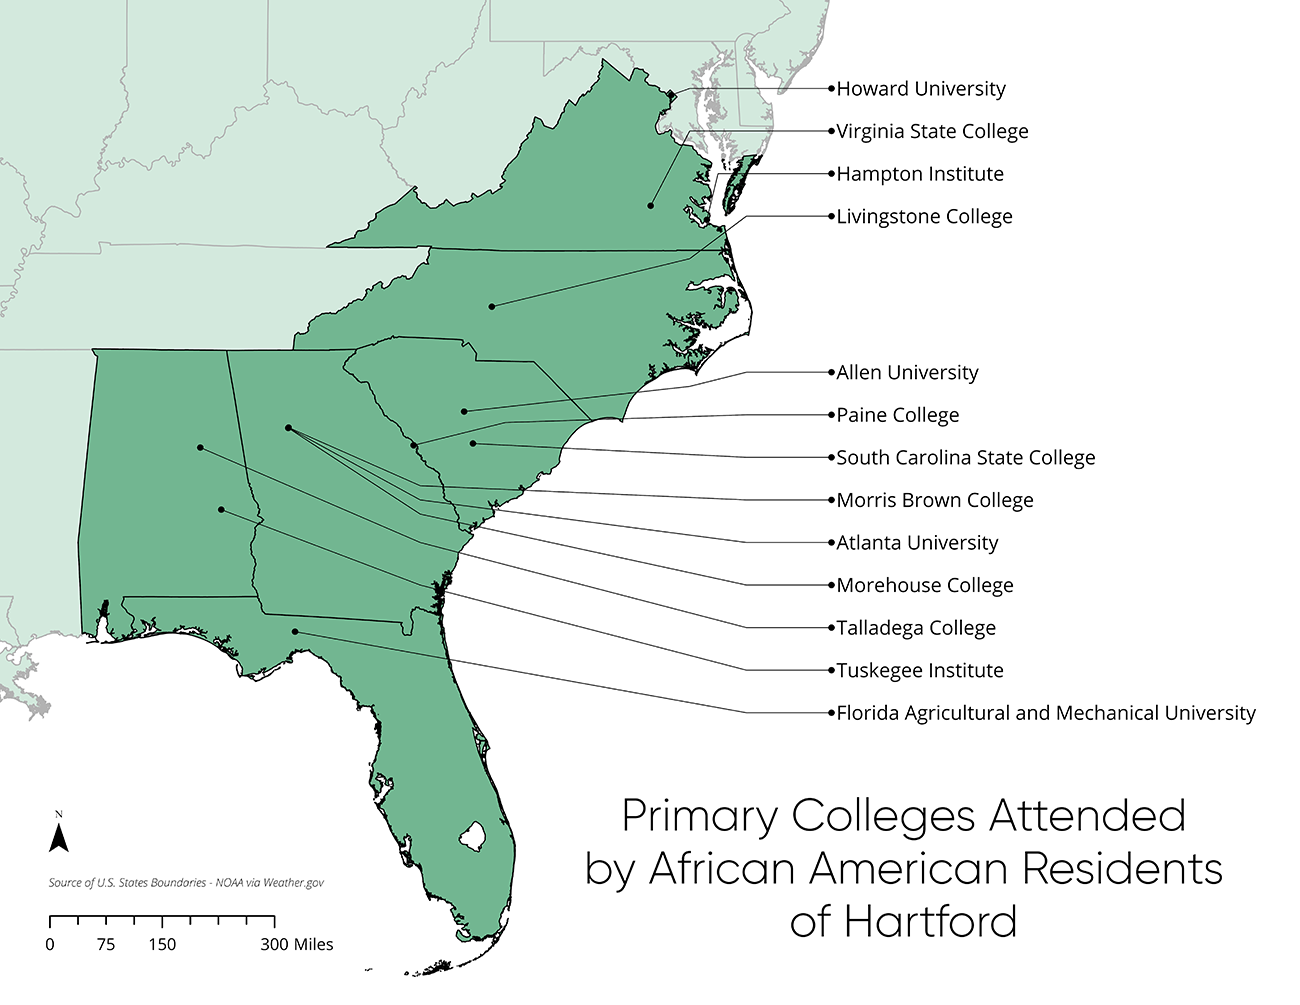 Howard University
Virginia State College
Hampton Institute
Livingstone College
Allen University
Paine College
South Carolina State College
Morris Brown College
Atlanta University
Morehouse College
Talladega College
Tuskegee Institute
Florida Agricultural and Mechanical University
Primary Colleges Attended
by African American Residents
of Hartford
N
Source of U.S. States Boundaries - NOAA via Weather.gov
0 75 150 300 Miles